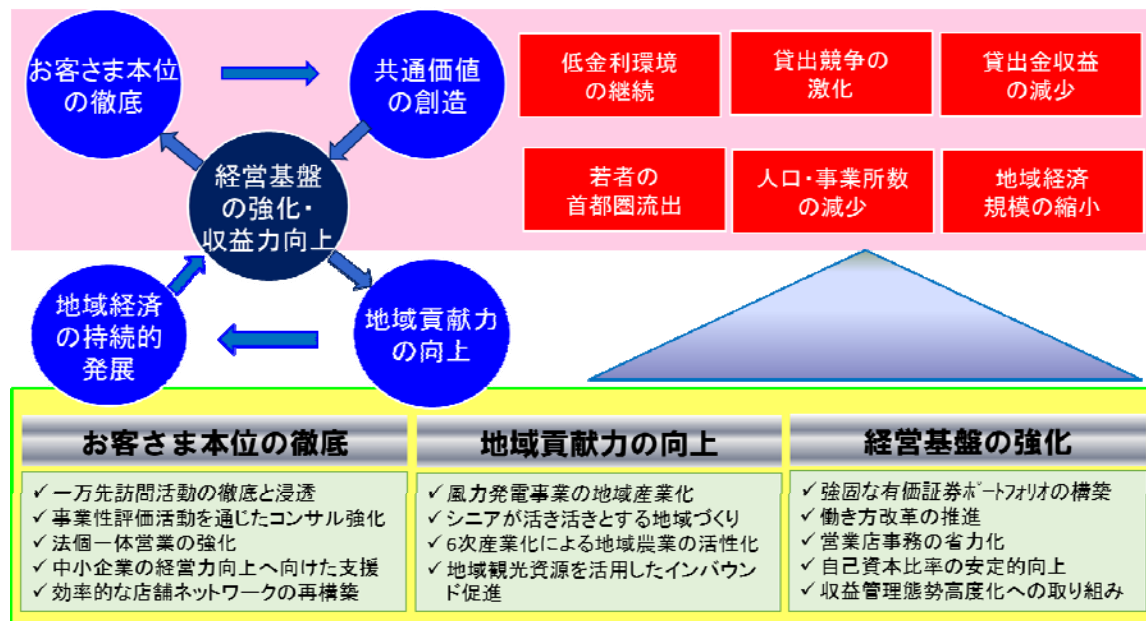 お客さま本位
の徹底
共通価値
の創造
経営基盤
の強化・
収益力向上
地域経済
の持続的
発展
地域貢献力
の向上
低金利環境
の継続
貸出競争の
激化
貸出金収益
の減少
若者の
首都圏流出
人口・事業所数
の減少
地域経済
規模の縮小
お客さま本位の徹底
✓一万先訪問活動の徹底と浸透
✓事業性評価活動を通じたコンサル強化
✓法個一体営業の強化
✓中小企業の経営力向上へ向けた支援
✓効率的な店舗ネットワークの再構築
地域貢献力の向上
✓風力発電事業の地域産業化
✓シニアが活き活きとする地域づくり
✓6次産業化による地域農業の活性化
✓地域観光資源を活用したインバウン
ド促進
経営基盤の強化
✓強固な有価証券ポートフォリオの構築
✓働き方改革の推進
✓営業店事務の省力化
✓自己資本比率の安定的向上
✓収益管理態勢高度化への取り組み